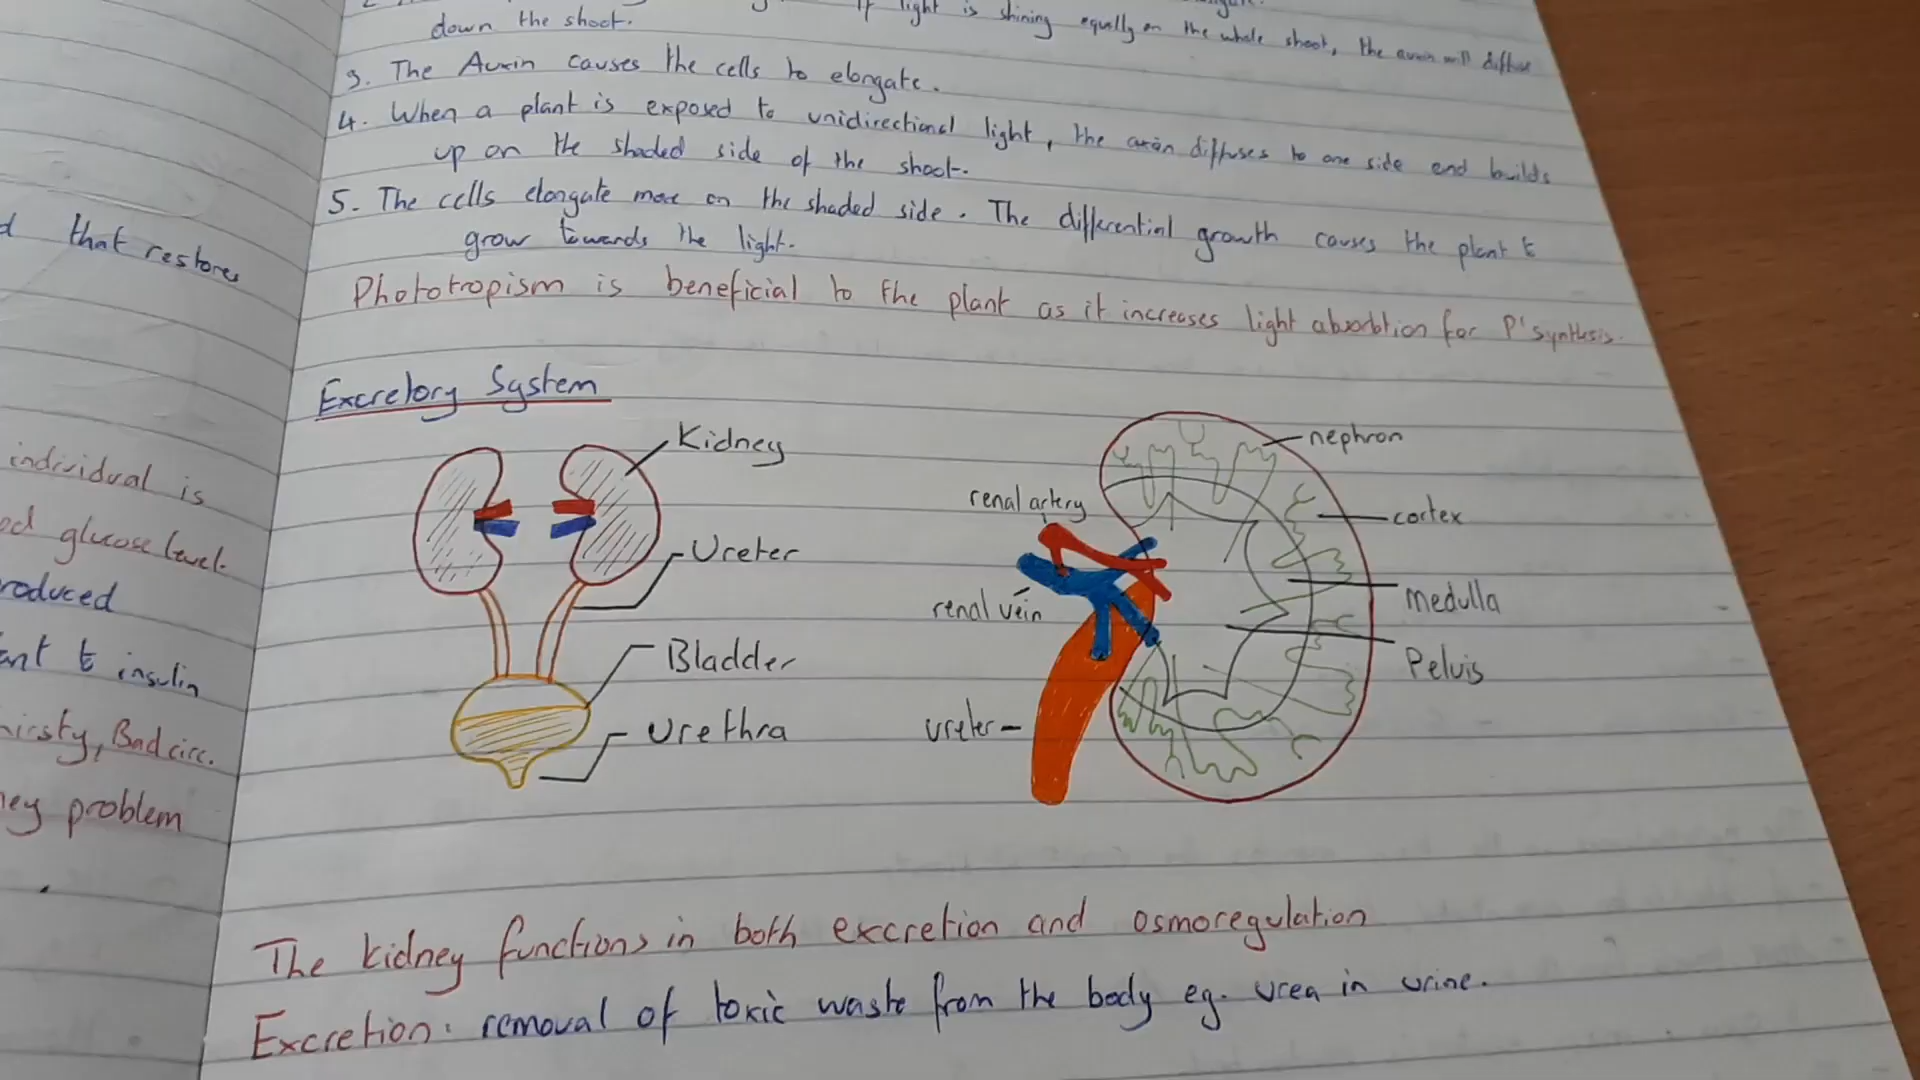 down the shoot. If light is shining equally on the whole shoot, the auxin will diffuse
3. The Auxin causes the cells to elongate.
4. When a plant is exposed to unidirectional light, the auxin diffuses to one side and builds
up on the shaded side of the shoot.
5. The cells elongate more on the shaded side. The differential growth causes the plant to
grow towards the light.
Phototropism is beneficial to the plant as it increases light absorbtion for P'synthesis.
Excretory System
Kidney
Ureter
Bladder
Urethra
nephron
renal artery
cortex
renal vein
medulla
Pelvis
ureter
The kidney functions in both excretion and osmoregulation
Excretion: removal of toxic waste from the body eg. urea in urine.
that restores
individual is
glucose level.
roduced
to insulin
hirsty, Bad circ.
ey problem